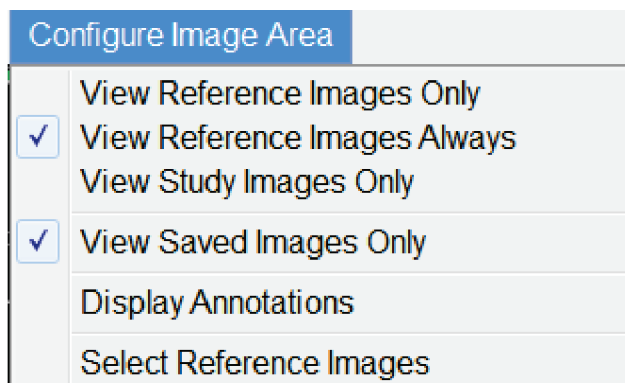 Configure Image Area
View Reference Images Only
View Reference Images Always
View Study Images Only
View Saved Images Only
Display Annotations
Select Reference Images